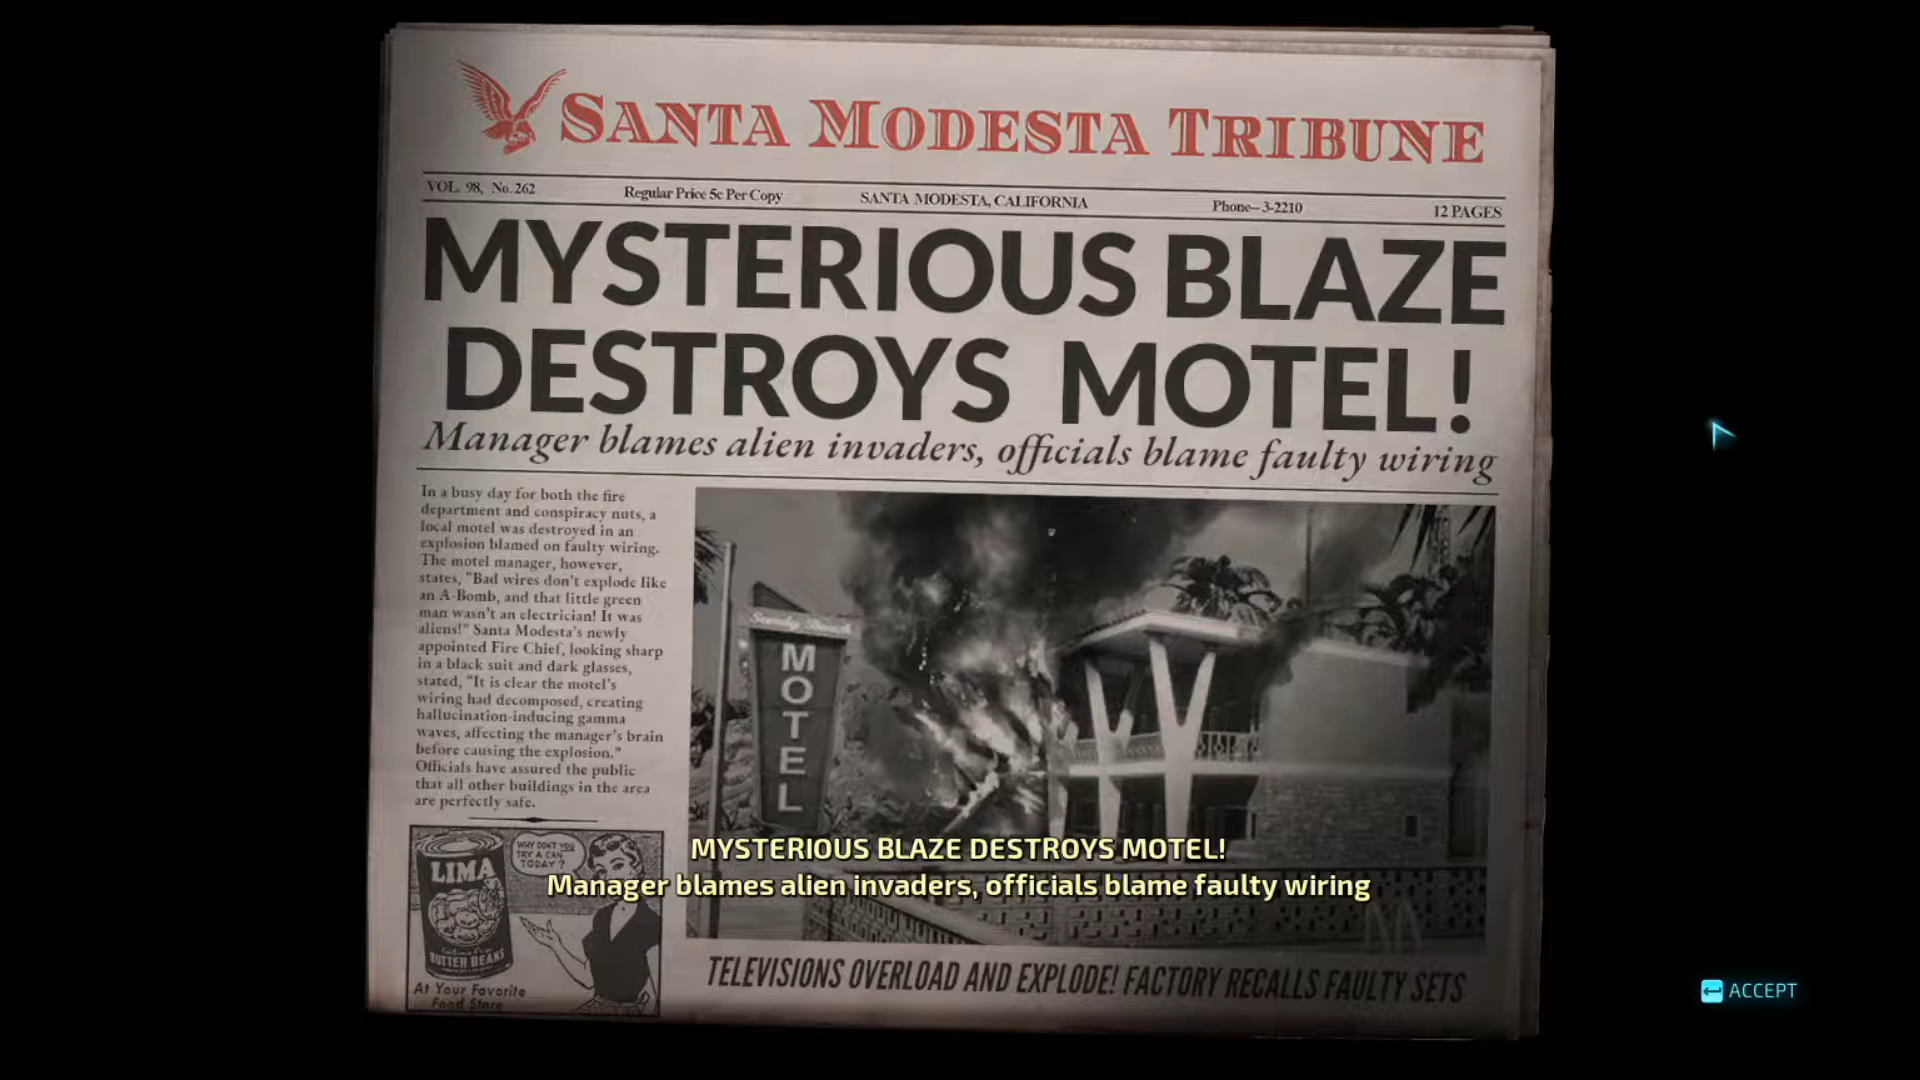 SANTA MODESTA TRIBUNE
VOL. 98, No. 262 Regular Price 5c Per Copy SANTA MODESTA, CALIFORNIA Phone—3-2210 12 PAGES
MYSTERIOUS BLAZE
DESTROYS MOTEL!
Manager blames alien invaders, officials blame faulty wiring
In a busy day for both the fire
department and conspiracy nuts, a
local motel was destroyed in an
explosion blamed on faulty wiring.
The motel manager, however,
states, "Bad wires don't explode like
an A-Bomb, and that little green
man wasn't an electrician! It was
aliens!" Santa Modesta's newly
appointed Fire Chief, looking sharp
in a black suit and dark glasses,
stated, "It is clear the motel's
wiring had decomposed, creating
hallucination-inducing gamma
waves, affecting the manager's brain
before causing the explosion."
Officials have assured the public
that all other buildings in the area
are perfectly safe.
MOTEL
LIMA
BUTTER BEANS
WHY DON'T YOU
TRY A CAN
TODAY?
At Your Favorite
Food Store
MYSTERIOUS BLAZE DESTROYS MOTEL!
Manager blames alien invaders, officials blame faulty wiring
TELEVISIONS OVERLOAD AND EXPLODE! FACTORY RECALLS FAULTY SETS
ACCEPT